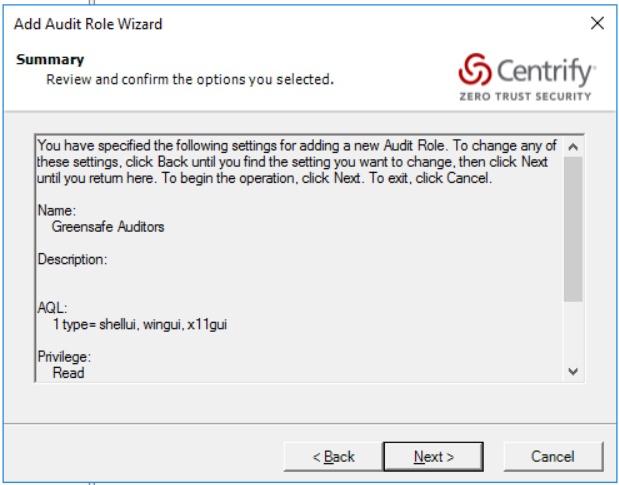 Add Audit Role Wizard
Summary
Review and confirm the options you selected.
Centrify
ZERO TRUST SECURITY
You have specified the following settings for adding a new Audit Role. To change any of
these settings, click Back until you find the setting you want to change, then click Next
until you return here. To begin the operation, click Next. To exit, click Cancel.
Name:
Greensafe Auditors
Description:
AQL:
1 type= shellui, wingui, x11gui
Privilege:
Read
< Back
Next >
Cancel